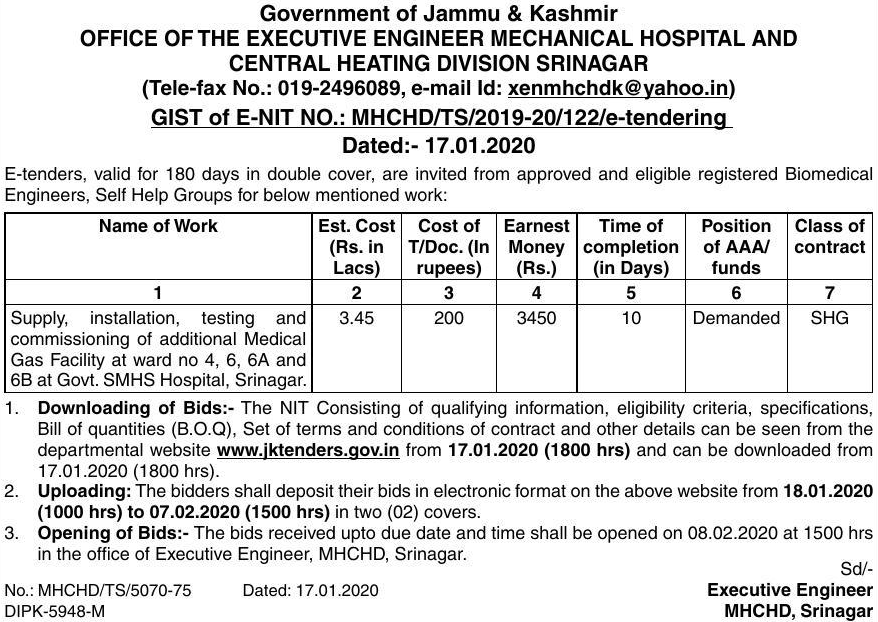 Government of Jammu & Kashmir
OFFICE OF THE EXECUTIVE ENGINEER MECHANICAL HOSPITAL AND
CENTRAL HEATING DIVISION SRINAGAR
(Tele-fax No.: 019-2496089, e-mail Id: xenmhchdk@yahoo.in)
GIST of E-NIT NO.: MHCHD/TS/2019-20/122/e-tendering
Dated:- 17.01.2020
E-tenders, valid for 180 days in double cover, are invited from approved and eligible registered Biomedical
Engineers, Self Help Groups for below mentioned work:
Name of Work Est. Cost Cost of Earnest Time of Position Class of
(Rs. in T/Doc. (In Money completion of AAA/ contract
Lacs) rupees) (Rs.) (in Days) funds
1 2 3 4 5 6 7
Supply, installation, testing and 3.45 200 3450 10 Demanded SHG
commissioning of additional Medical
Gas Facility at ward no 4, 6, 6A and
6B at Govt. SMHS Hospital, Srinagar.
1. Downloading of Bids:- The NIT Consisting of qualifying information, eligibility criteria, specifications,
Bill of quantities (B.O.Q), Set of terms and conditions of contract and other details can be seen from the
departmental website www.jktenders.gov.in from 17.01.2020 (1800 hrs) and can be downloaded from
17.01.2020 (1800 hrs).
2. Uploading: The bidders shall deposit their bids in electronic format on the above website from 18.01.2020
(1000 hrs) to 07.02.2020 (1500 hrs) in two (02) covers.
3. Opening of Bids:- The bids received upto due date and time shall be opened on 08.02.2020 at 1500 hrs
in the office of Executive Engineer, MHCHD, Srinagar.
Sd/-
No.: MHCHD/TS/5070-75 Dated: 17.01.2020 Executive Engineer
DIPK-5948-M MHCHD, Srinagar